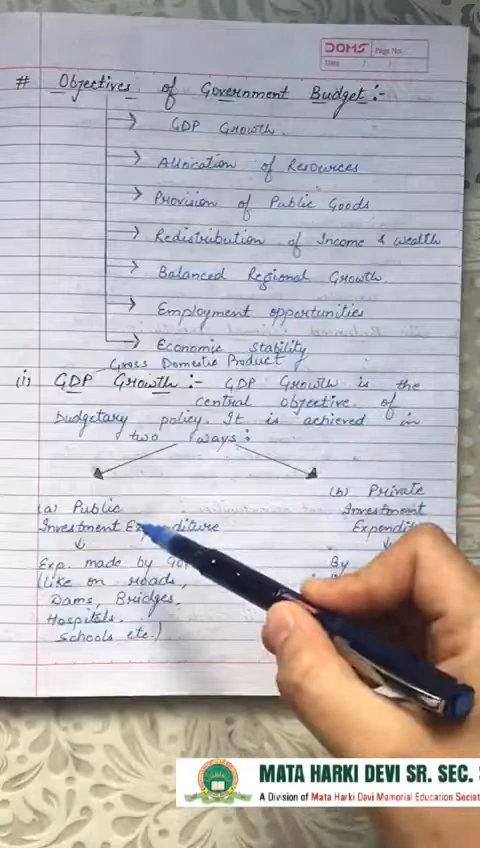 DOMS Page No.
Date / /
# Objectives of Government Budget :-
→ GDP Growth.
→ Allocation of Resources
→ Provision of Public Goods
→ Redistribution of Income & Wealth
→ Balanced Regional Growth.
→ Employment opportunities
→ Economic Stability
Gross Domestic Product
(i) GDP Growth :- GDP Growth is the
central objective of
budgetary policy. It is achieved in
two ways :
(a) Public
Investment Expenditure
↓
Exp. made by Gov
(like on roads,
Dams, Bridges,
Hospitals,
Schools etc.)
(b) Private
Investment
Expendit
↓
By
MATA HARKI DEVI SR. SEC. S
A Division of Mata Harki Devi Memorial Education Societ